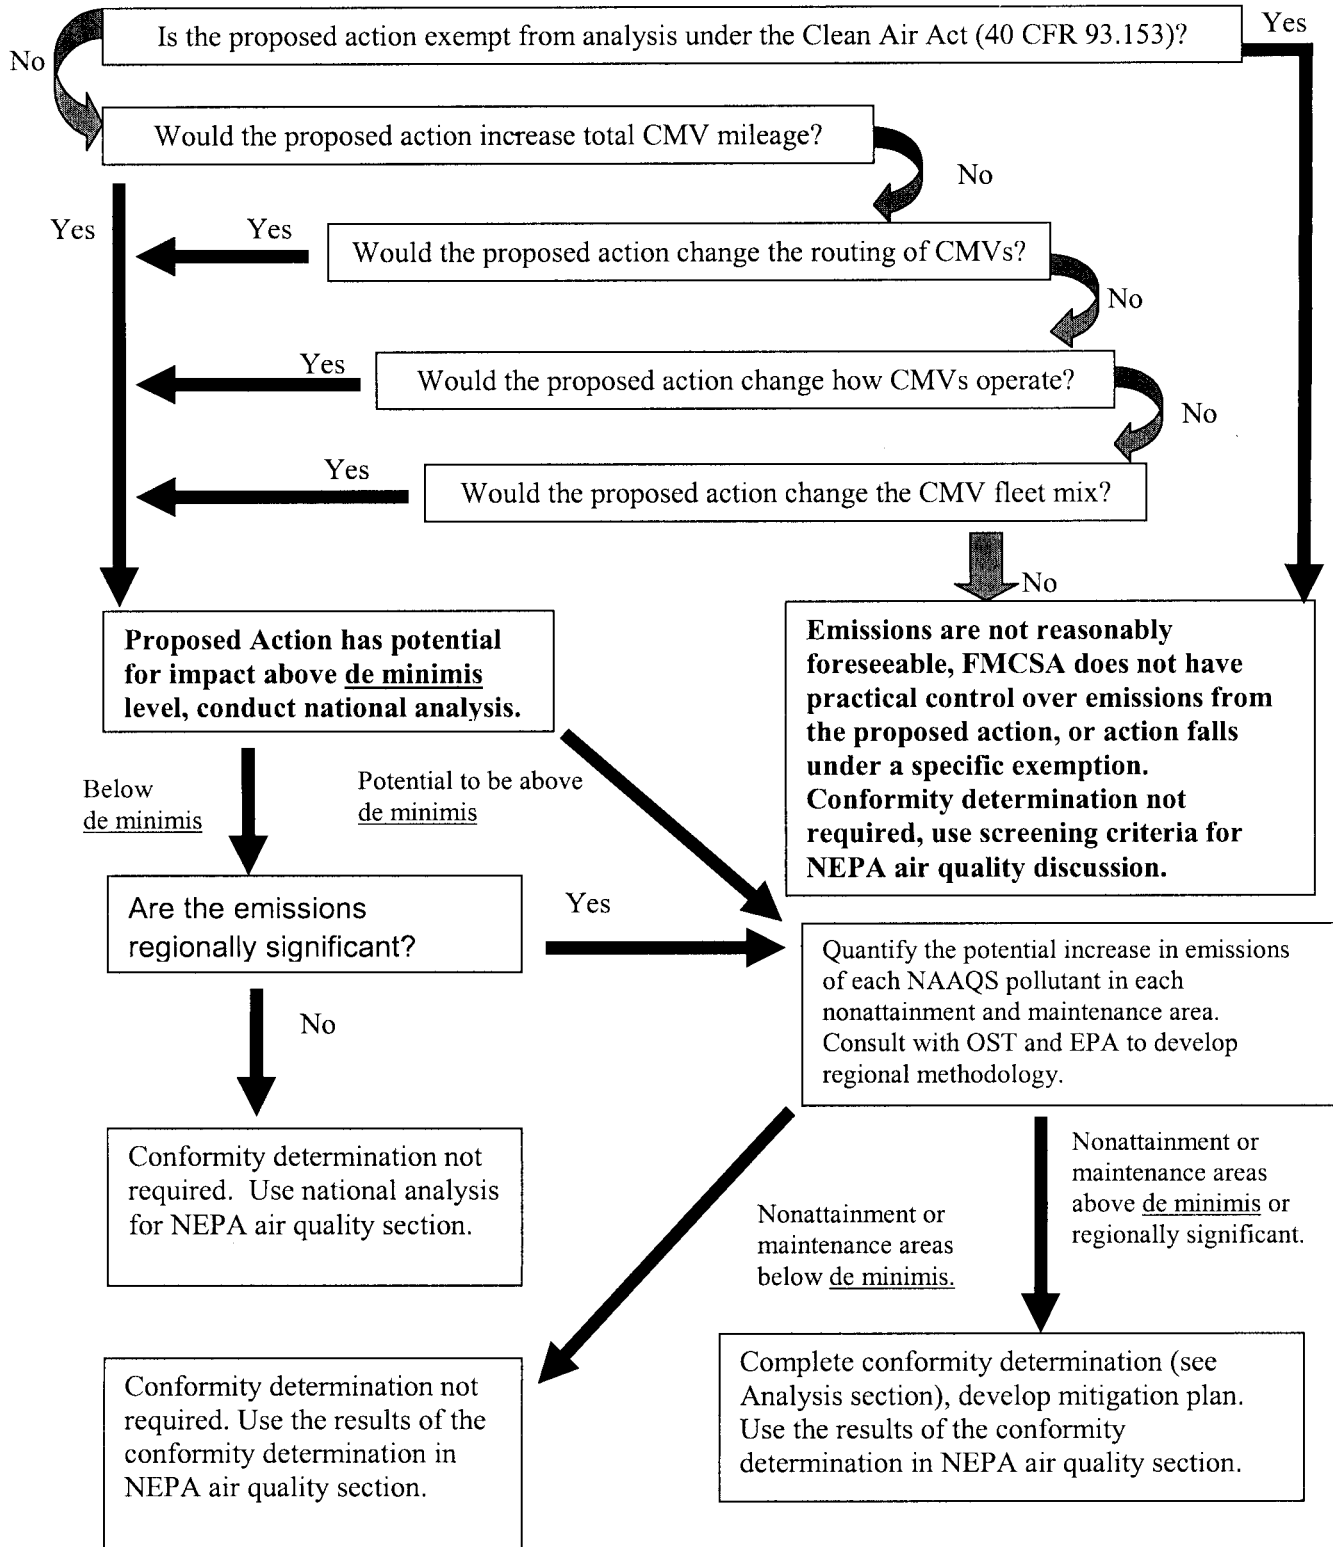 Is the proposed action exempt from analysis under the Clean Air Act (40 CFR 93.153)?
Yes
No
Would the proposed action increase total CMV mileage?
No
Yes
Yes
Would the proposed action change the routing of CMVs?
No
Yes
Would the proposed action change how CMVs operate?
No
Yes
Would the proposed action change the CMV fleet mix?
No
Proposed Action has potential
for impact above de minimis
level, conduct national analysis.
Emissions are not reasonably
foreseeable, FMCSA does not have
practical control over emissions from
the proposed action, or action falls
under a specific exemption.
Conformity determination not
required, use screening criteria for
NEPA air quality discussion.
Below
de minimis
Potential to be above
de minimis
Are the emissions
regionally significant?
Yes
Quantify the potential increase in emissions
of each NAAQS pollutant in each
nonattainment and maintenance area.
Consult with OST and EPA to develop
regional methodology.
No
Conformity determination not
required.  Use national analysis
for NEPA air quality section.
Nonattainment or
maintenance areas
below de minimis.
Nonattainment or
maintenance areas
above de minimis or
regionally significant.
Conformity determination not
required. Use the results of the
conformity determination in
NEPA air quality section.
Complete conformity determination (see
Analysis section), develop mitigation plan.
Use the results of the conformity
determination in NEPA air quality section.